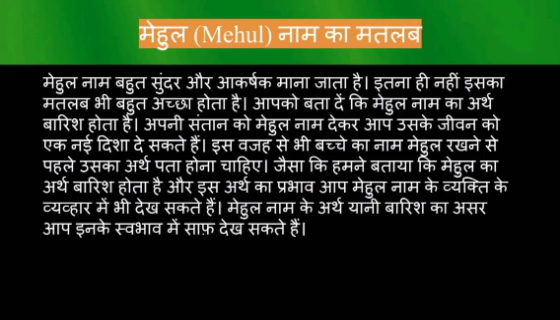 मेहुल (Mehul) नाम का मतलब
मेहुल नाम बहुत सुंदर और आकर्षक माना जाता है। इतना ही नहीं इसका
मतलब भी बहुत अच्छा होता है। आपको बता दें कि मेहुल नाम का अर्थ
बारिश होता है। अपनी संतान को मेहुल नाम देकर आप उसके जीवन को
एक नई दिशा दे सकते हैं। इस वजह से भी बच्चे का नाम मेहुल रखने से
पहले उसका अर्थ पता होना चाहिए। जैसा कि हमने बताया कि मेहुल का
अर्थ बारिश होता है और इस अर्थ का प्रभाव आप मेहुल नाम के व्यक्ति के
व्यव्हार में भी देख सकते हैं। मेहुल नाम के अर्थ यानी बारिश का असर
आप इनके स्वभाव में साफ़ देख सकते हैं।